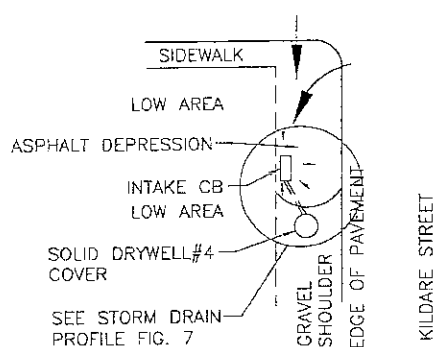 SIDEWALK
LOW AREA
ASPHALT DEPRESSION
INTAKE CB
LOW AREA
SOLID DRYWELL#4
COVER
SEE STORM DRAIN
PROFILE FIG. 7
GRAVEL
SHOULDER
EDGE OF PAVEMENT
KILDARE STREET